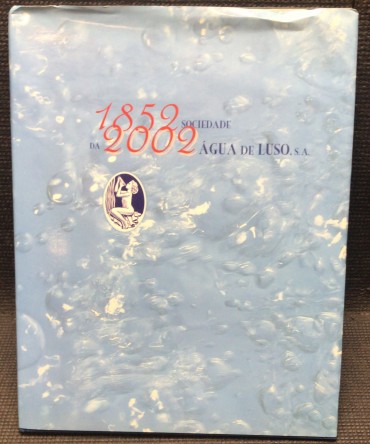 1852 SOCIEDADE
DA 2002 ÁGUA DE LUSO, S.A.